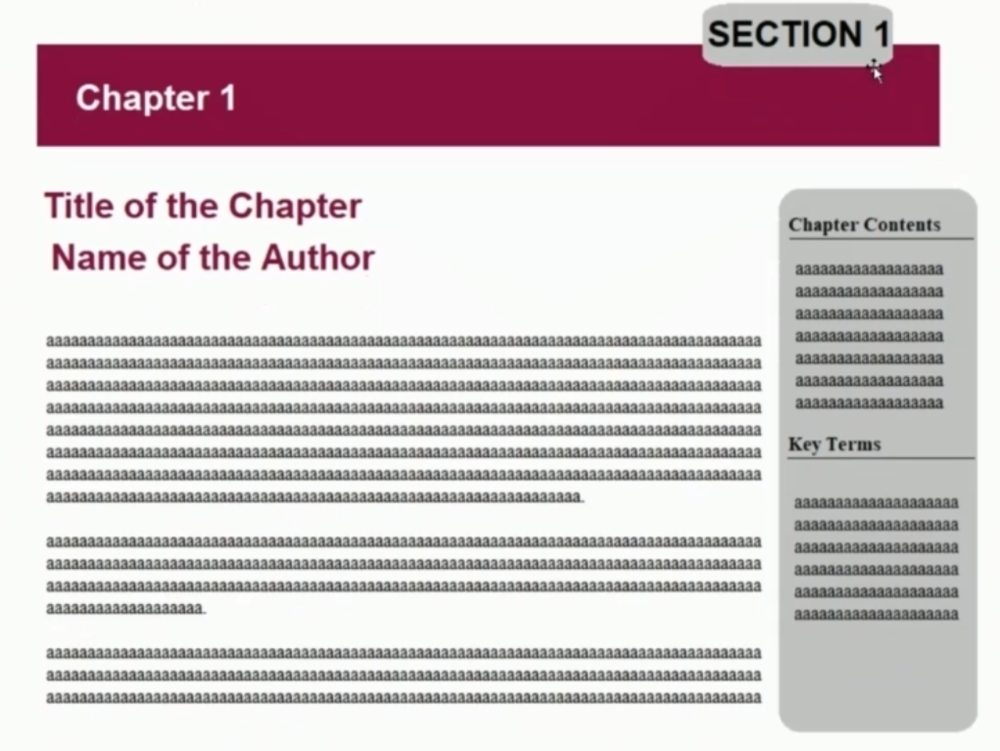 SECTION 1
Chapter 1
Title of the Chapter
Name of the Author
aaaaaaaaaaaaaaaaaaaaaaaaaaaaaaaaaaaaaaaaaaaaaaaaaaaaaaaaaaaaaaaaaaaaaaaaaaaaaaaaaaaaaaa
aaaaaaaaaaaaaaaaaaaaaaaaaaaaaaaaaaaaaaaaaaaaaaaaaaaaaaaaaaaaaaaaaaaaaaaaaaaaaaaaaaaaaaa
aaaaaaaaaaaaaaaaaaaaaaaaaaaaaaaaaaaaaaaaaaaaaaaaaaaaaaaaaaaaaaaaaaaaaaaaaaaaaaaaaaaaaaa
aaaaaaaaaaaaaaaaaaaaaaaaaaaaaaaaaaaaaaaaaaaaaaaaaaaaaaaaaaaaaaaaaaaaaaaaaaaaaaaaaaaaaaa
aaaaaaaaaaaaaaaaaaaaaaaaaaaaaaaaaaaaaaaaaaaaaaaaaaaaaaaaaaaaaaaaaaaaaaaaaaaaaaaaaaaaaaa
aaaaaaaaaaaaaaaaaaaaaaaaaaaaaaaaaaaaaaaaaaaaaaaaaaaaaaaaaaaaaaaaaaaaaaaaaaaaaaaaaaaaaaa
aaaaaaaaaaaaaaaaaaaaaaaaaaaaaaaaaaaaaaaaaaaaaaaaaaaaaaaaaaaaaaaaaaaaaaaaaaaaaaaaaaaaaaa
aaaaaaaaaaaaaaaaaaaaaaaaaaaaaaaaaaaaaaaaaaaaaaaaaaaaaaaaaaaaaaaaa.
aaaaaaaaaaaaaaaaaaaaaaaaaaaaaaaaaaaaaaaaaaaaaaaaaaaaaaaaaaaaaaaaaaaaaaaaaaaaaaaaaaaaaaa
aaaaaaaaaaaaaaaaaaaaaaaaaaaaaaaaaaaaaaaaaaaaaaaaaaaaaaaaaaaaaaaaaaaaaaaaaaaaaaaaaaaaaaa
aaaaaaaaaaaaaaaaaaaaaaaaaaaaaaaaaaaaaaaaaaaaaaaaaaaaaaaaaaaaaaaaaaaaaaaaaaaaaaaaaaaaaaa
aaaaaaaaaaaaaaaaaaa.
aaaaaaaaaaaaaaaaaaaaaaaaaaaaaaaaaaaaaaaaaaaaaaaaaaaaaaaaaaaaaaaaaaaaaaaaaaaaaaaaaaaaaaa
aaaaaaaaaaaaaaaaaaaaaaaaaaaaaaaaaaaaaaaaaaaaaaaaaaaaaaaaaaaaaaaaaaaaaaaaaaaaaaaaaaaaaaa
aaaaaaaaaaaaaaaaaaaaaaaaaaaaaaaaaaaaaaaaaaaaaaaaaaaaaaaaaaaaaaaaaaaaaaaaaaaaaaaaaaaaaaa
Chapter Contents
aaaaaaaaaaaaaaaaaa
aaaaaaaaaaaaaaaaaa
aaaaaaaaaaaaaaaaaa
aaaaaaaaaaaaaaaaaa
aaaaaaaaaaaaaaaaaa
aaaaaaaaaaaaaaaaaa
aaaaaaaaaaaaaaaaaa
Key Terms
aaaaaaaaaaaaaaaaaaaa
aaaaaaaaaaaaaaaaaaaa
aaaaaaaaaaaaaaaaaaaa
aaaaaaaaaaaaaaaaaaaa
aaaaaaaaaaaaaaaaaaaa
aaaaaaaaaaaaaaaaaaaa